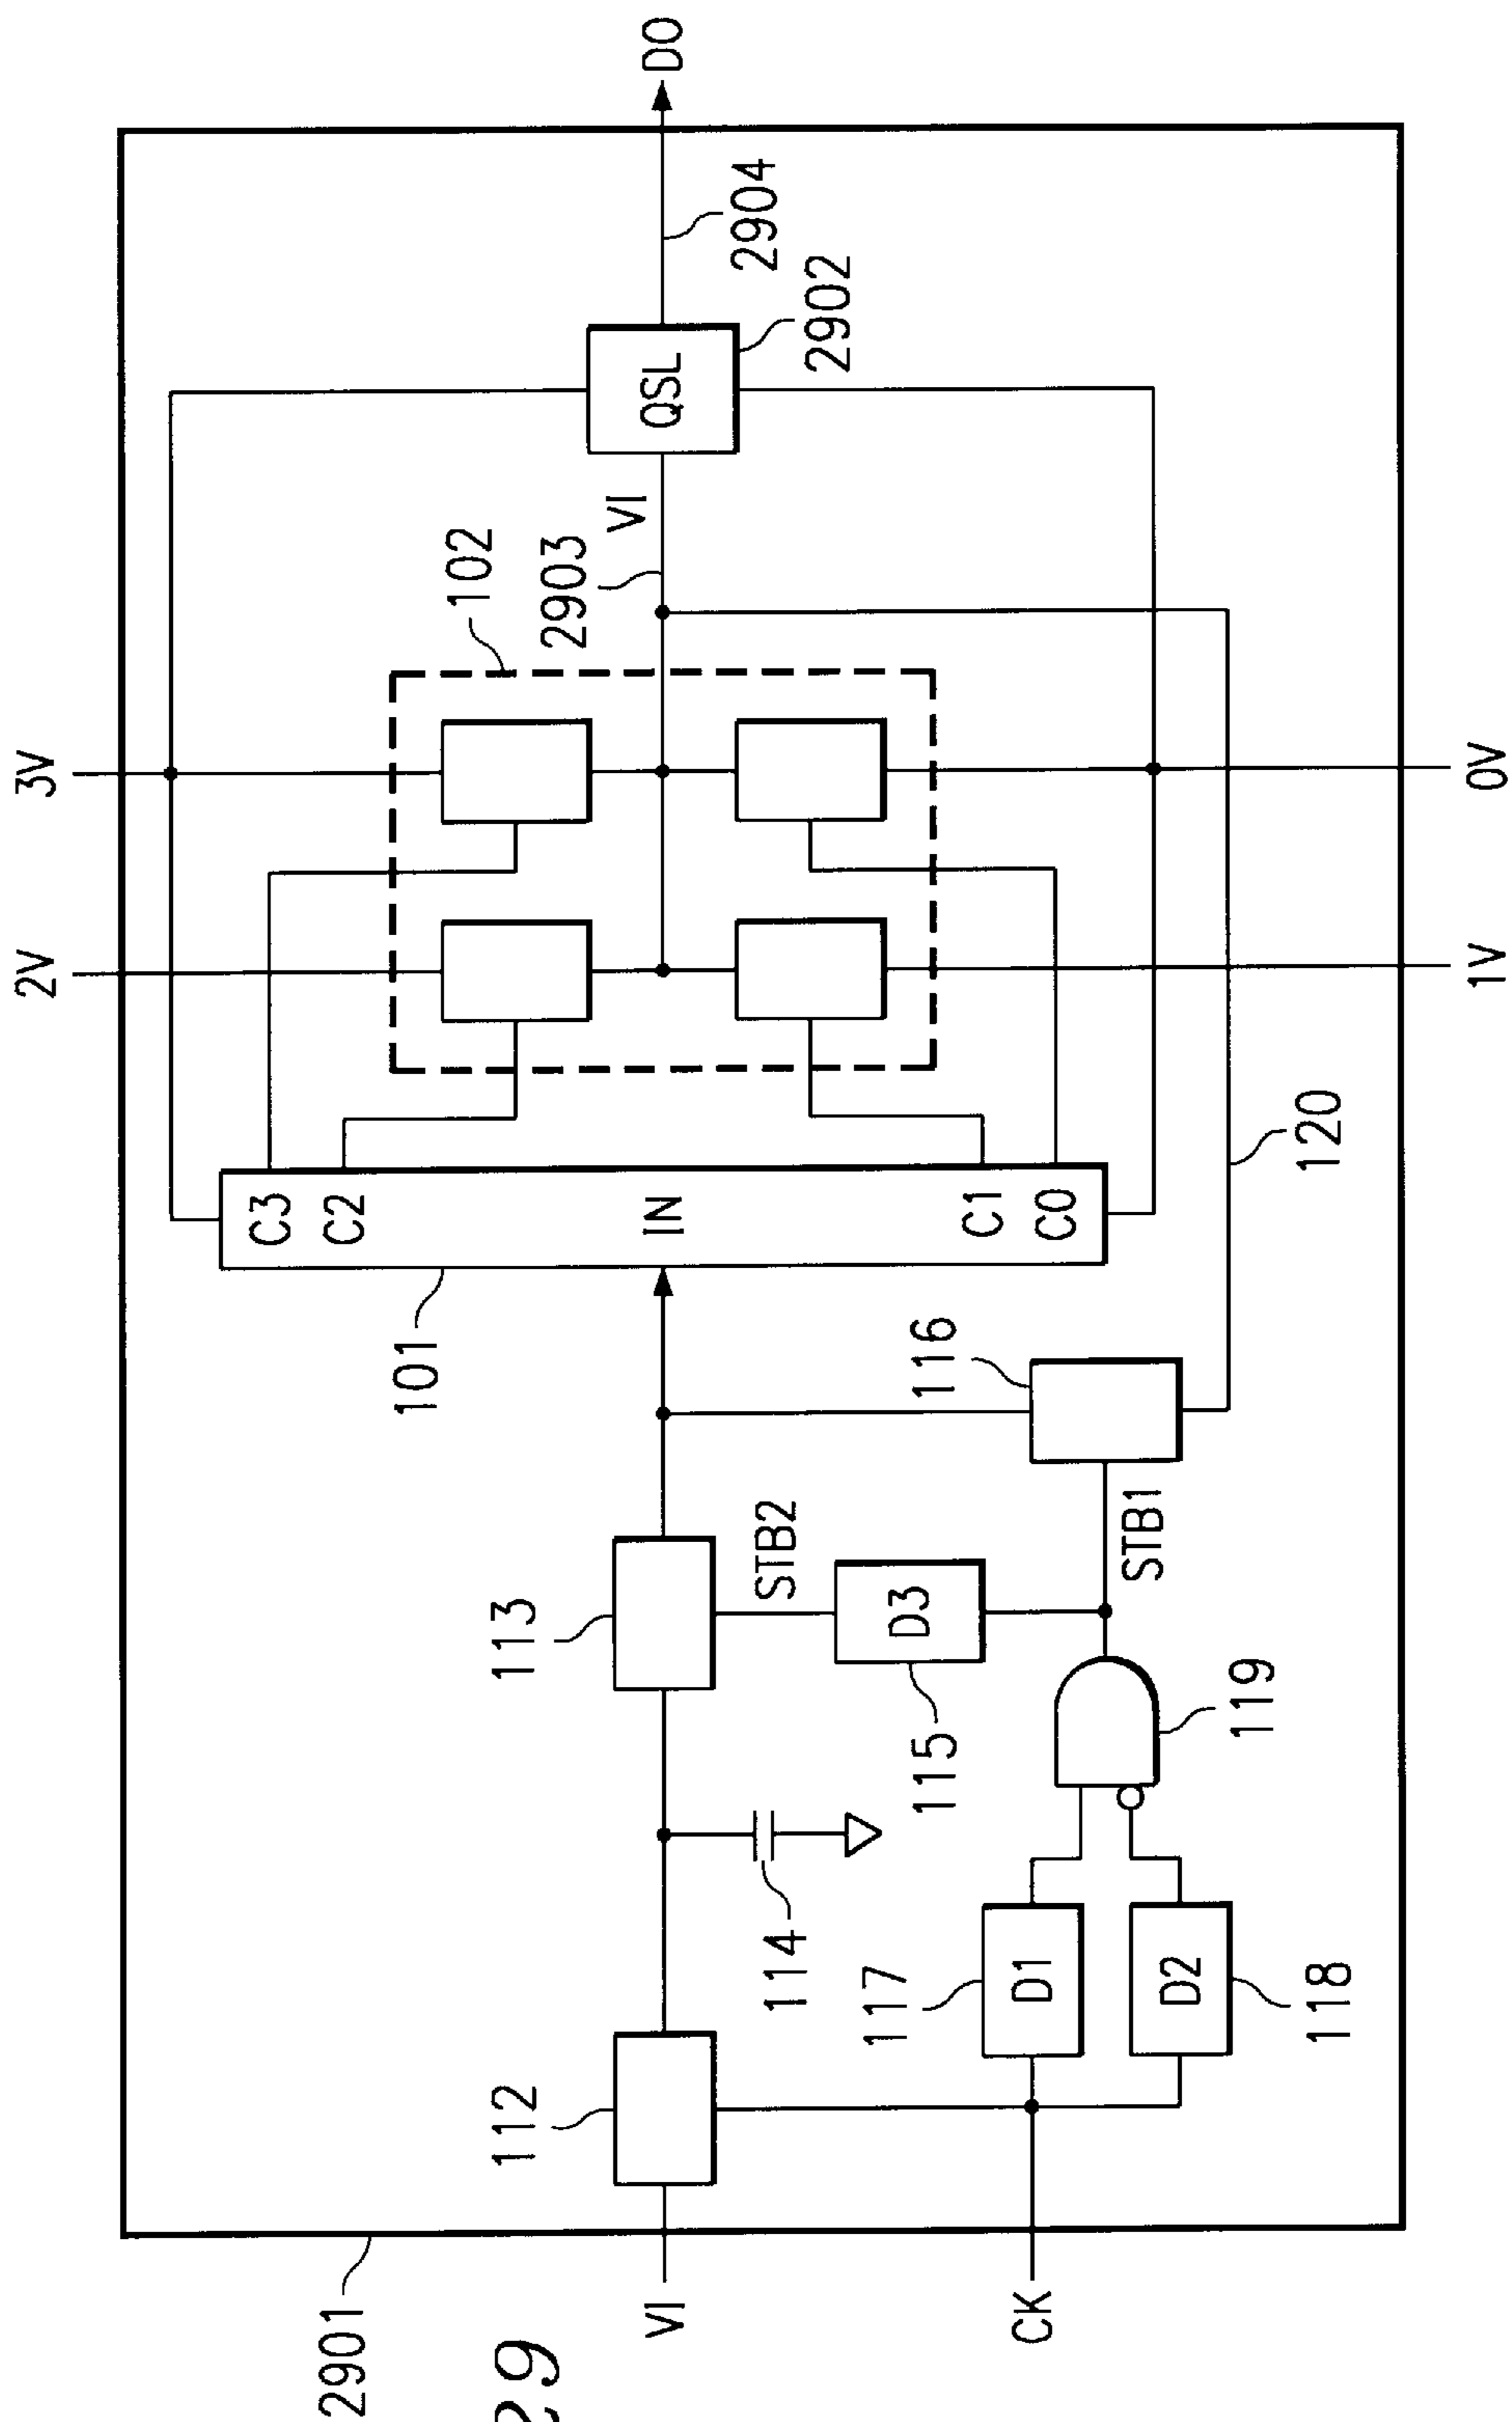 3V
2V
0V
1V
DO
2904
2902
QSL
VI
2903
102
120
C3
C2
IN
C1
C0
101
116
STB2
STB1
113
D3
115
119
114
117
D1
D2
118
112
VI
CK
2901
29